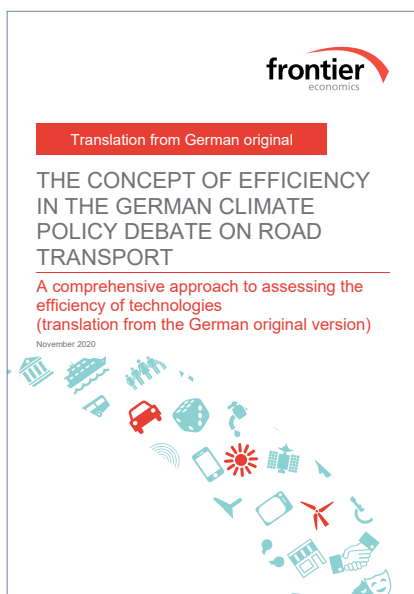 frontier
economics
Translation from German original
THE CONCEPT OF EFFICIENCY
IN THE GERMAN CLIMATE
POLICY DEBATE ON ROAD
TRANSPORT
A comprehensive approach to assessing the
efficiency of technologies
(translation from the German original version)
November 2020